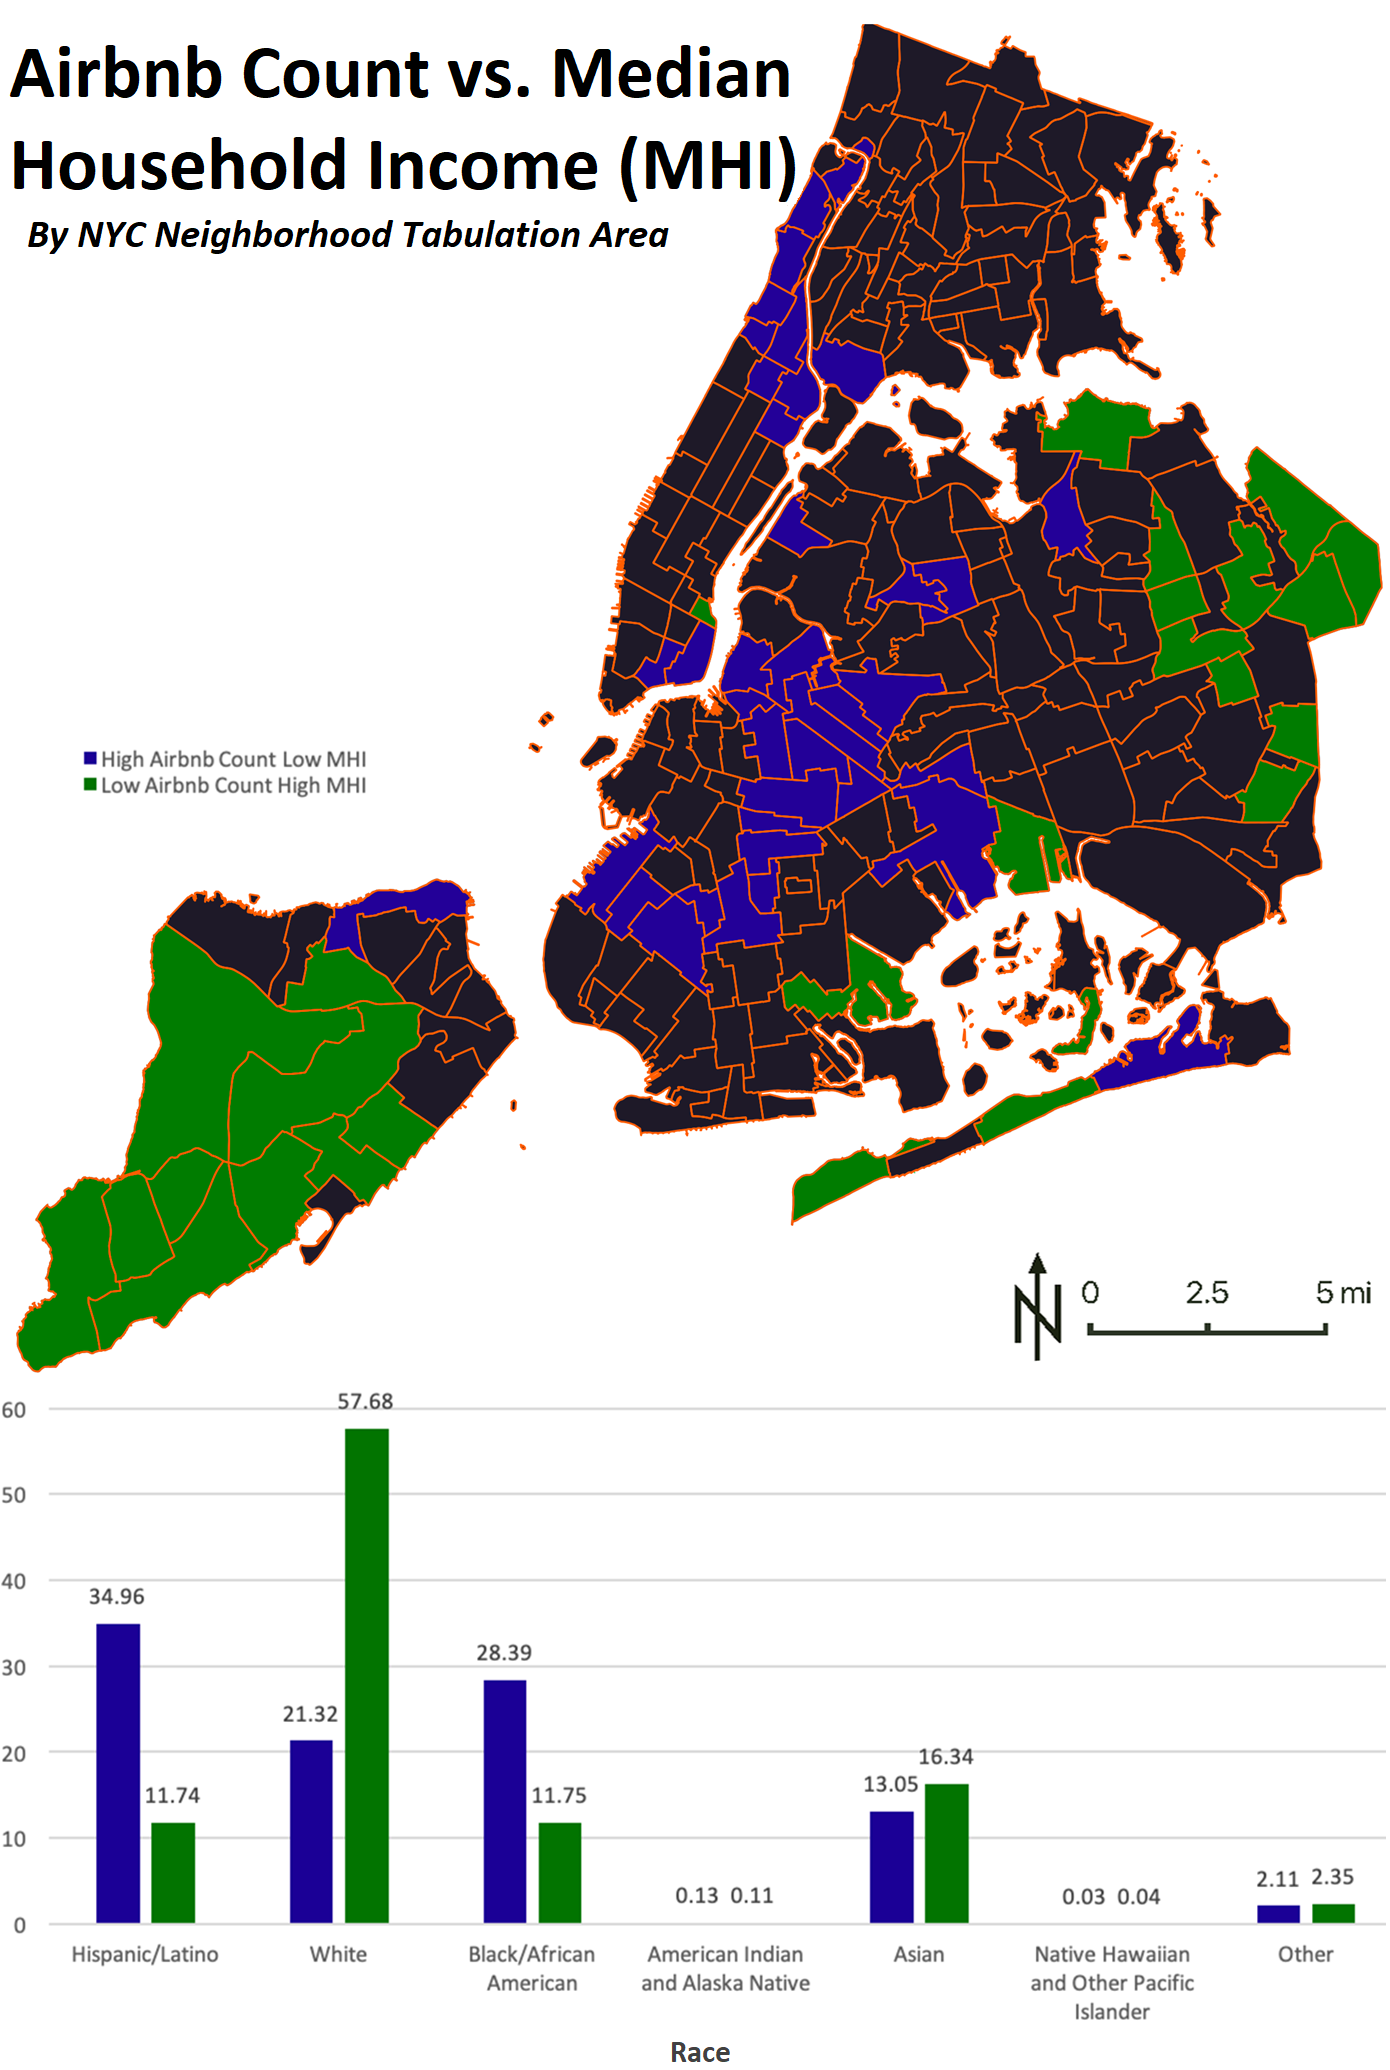 Airbnb Count vs. Median
Household Income (MHI)
By NYC Neighborhood Tabulation Area
High Airbnb Count Low MHI
Low Airbnb Count High MHI
N
0 2.5 5 mi
60
50
40
30
20
10
0
34.96 11.74
21.32 57.68
28.39 11.75
0.13 0.11
13.05 16.34
0.03 0.04
2.11 2.35
Hispanic/Latino
White
Black/African
American
American Indian
and Alaska Native
Asian
Native Hawaiian
and Other Pacific
Islander
Other
Race